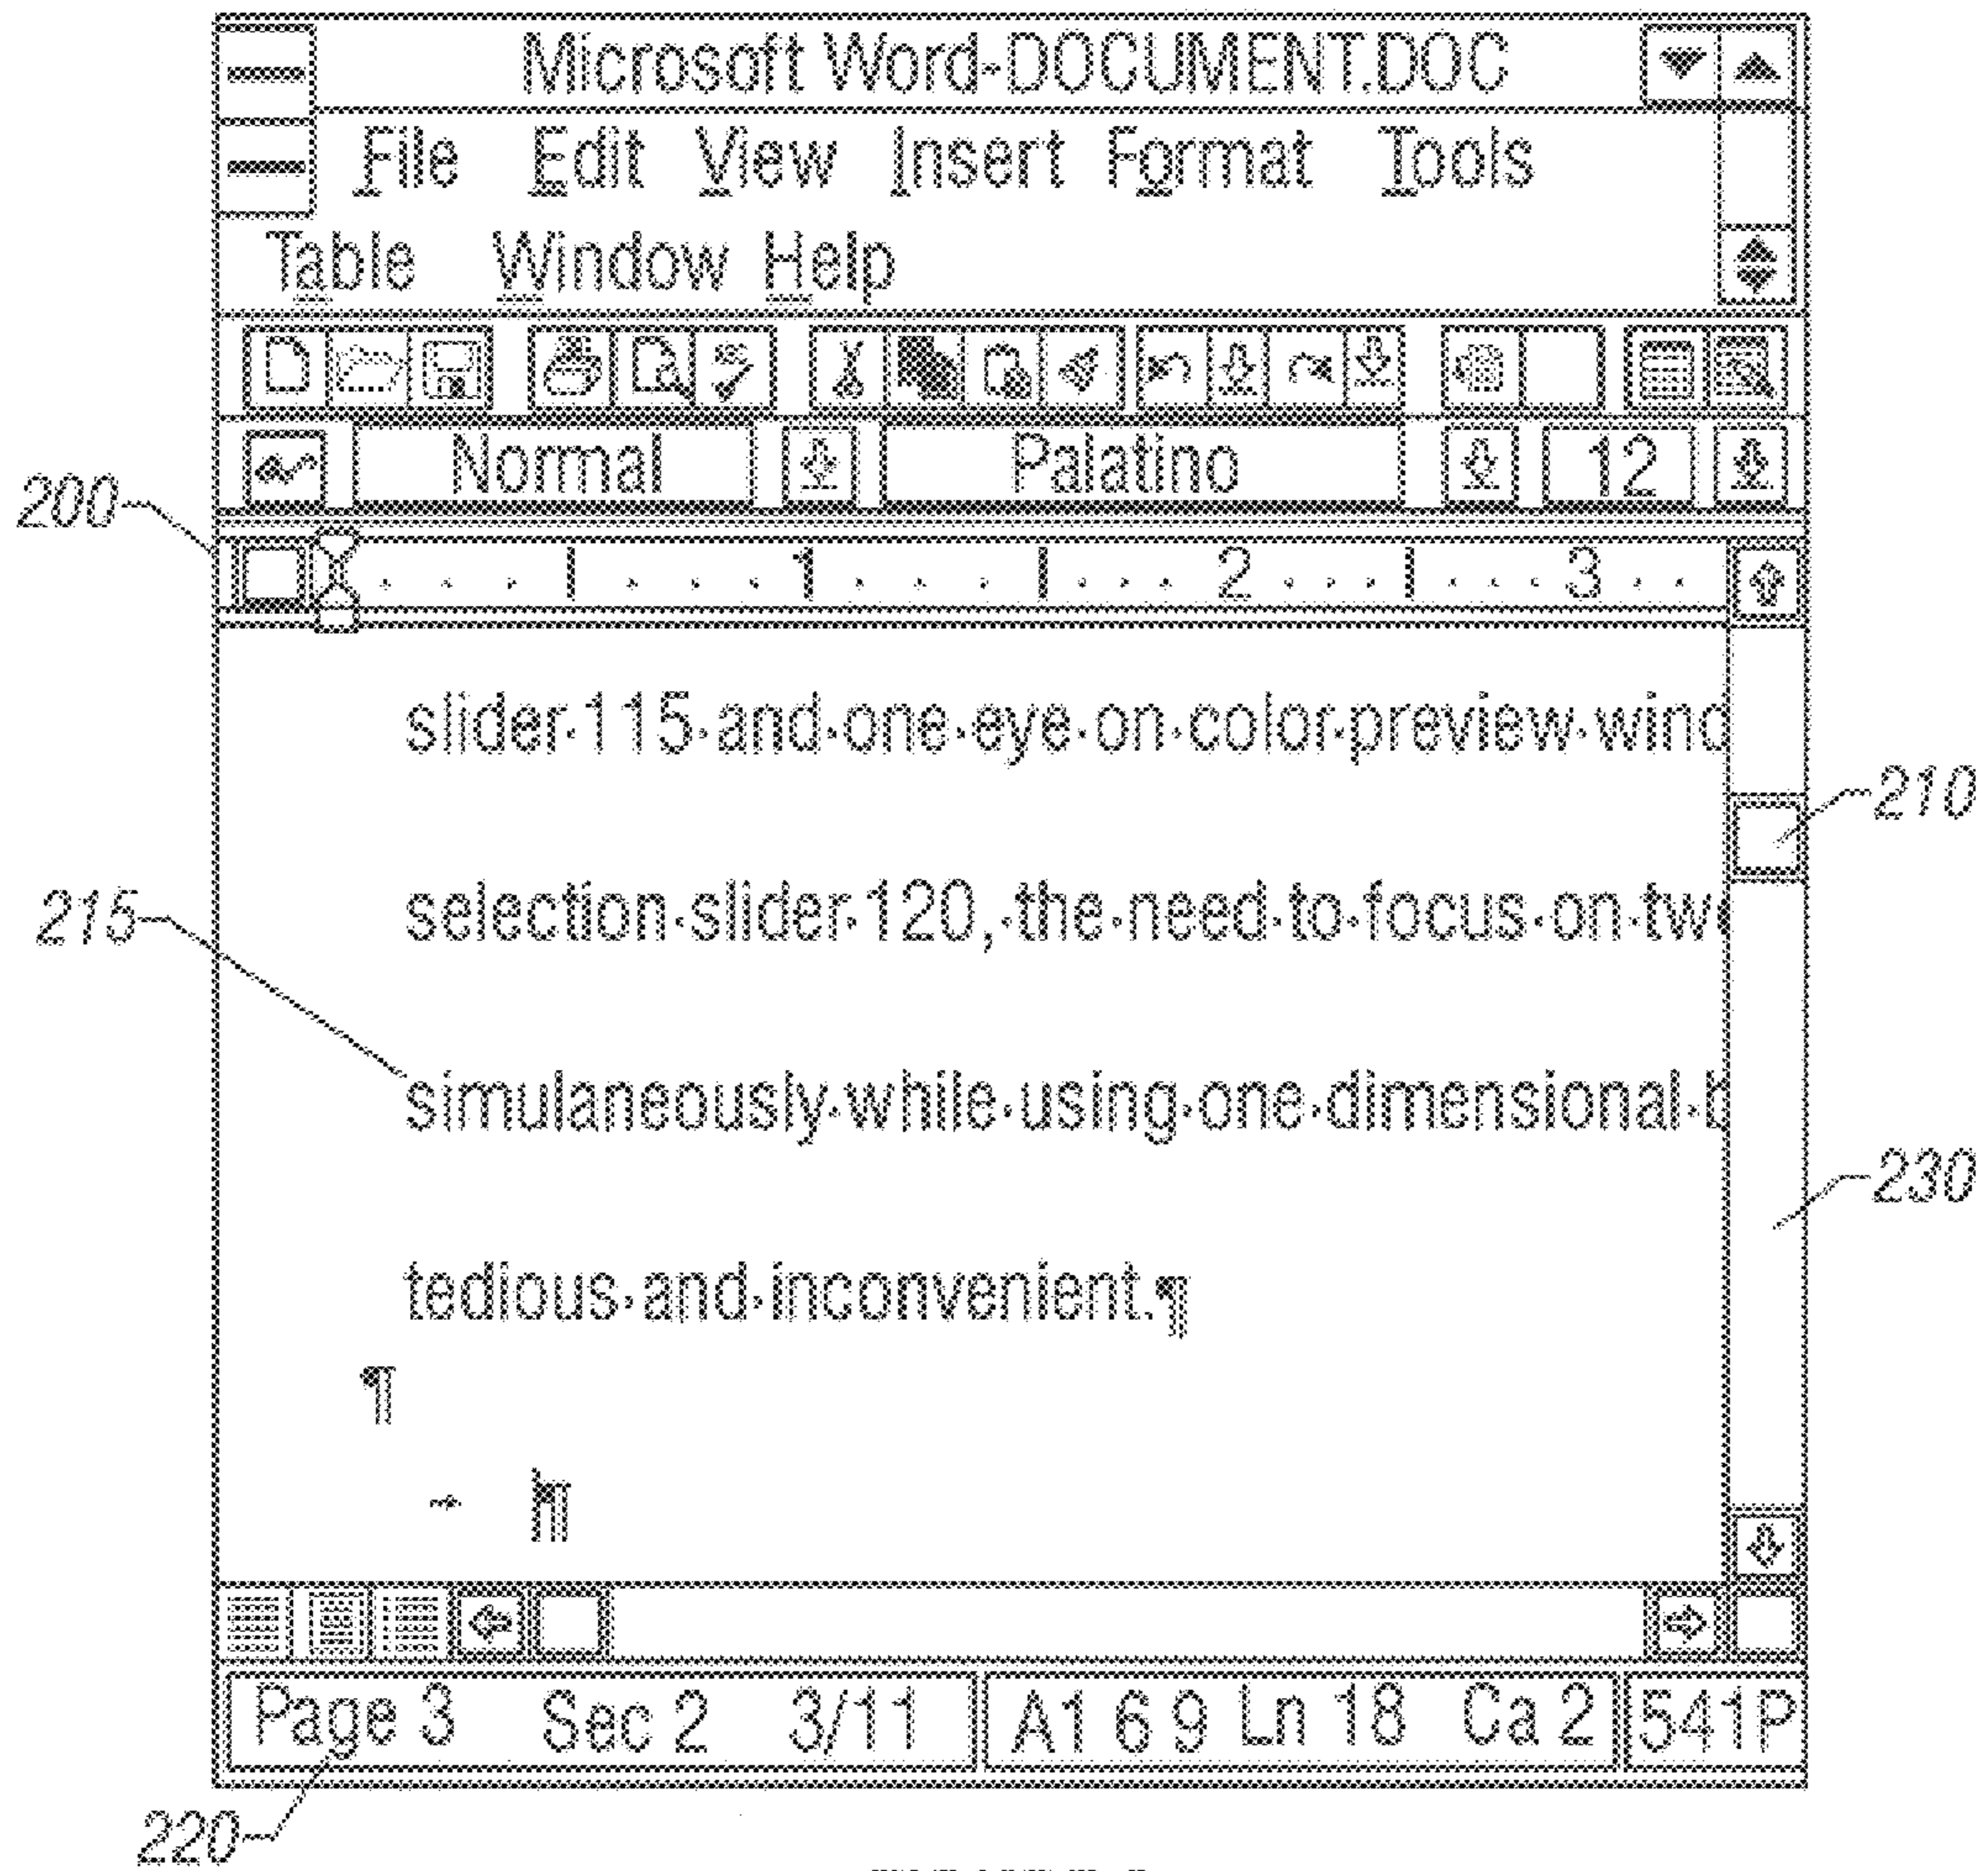 Microsoft Word-DOCUMENT.DOC
File Edit View Insert Format Tools
Table Window Help
Normal Palatino 12
200
1 2 3
slider·115·and·one·eye·on·color·preview·wind
210
selection·slider·120,·the·need·to·focus·on·two
215
simulaneously·while·using·one·dimensional·b
230
tedious·and·inconvenient.¶
¶
→ ¶
Page 3 Sec 2 3/11 A1 6 9 Ln 18 Ca 2 541P
220